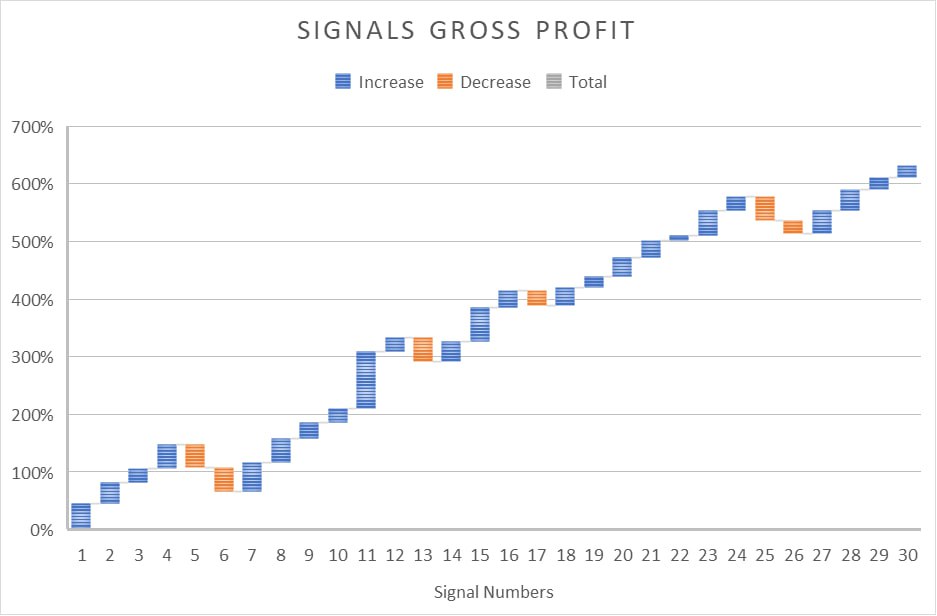 SIGNALS GROSS PROFIT
Increase Decrease Total
700%
600%
500%
400%
300%
200%
100%
0%
1 2 3 4 5 6 7 8 9 10 11 12 13 14 15 16 17 18 19 20 21 22 23 24 25 26 27 28 29 30
Signal Numbers